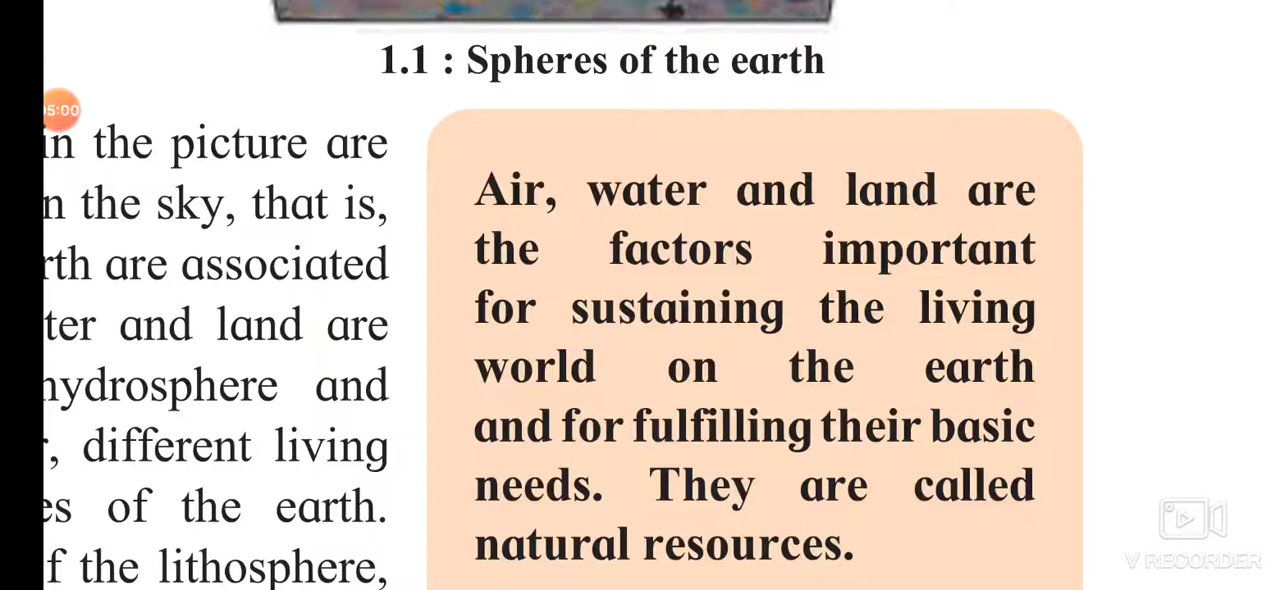 1.1 : Spheres of the earth
5:00
in the picture are
n the sky, that is,
rth are associated
ter and land are
hydrosphere and
, different living
es of the earth.
f the lithosphere,
Air, water and land are
the factors important
for sustaining the living
world on the earth
and for fulfilling their basic
needs. They are called
natural resources.
V RECORDER